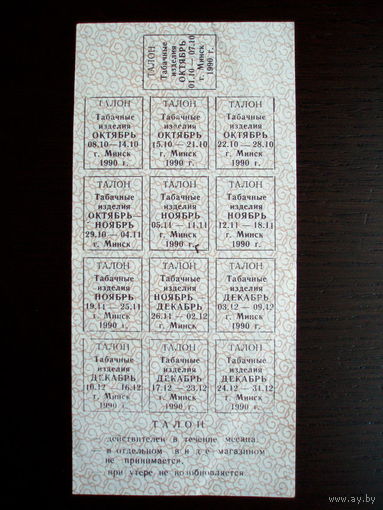 ТАЛОН
Табачные
изделия
ОКТЯБРЬ
01.10 — 07.10
г. Минск
1990 г.
ТАЛОН
Табачные
изделия
ОКТЯБРЬ
08.10 — 14.10
г. Минск
1990 г.
ТАЛОН
Табачные
изделия
ОКТЯБРЬ
15.10 — 21.10
г. Минск
1990 г.
ТАЛОН
Табачные
изделия
ОКТЯБРЬ
22.10 — 28.10
г. Минск
1990 г.
ТАЛОН
Табачные
изделия
ОКТЯБРЬ
НОЯБРЬ
29.10 — 04.11
г. Минск
1990 г.
ТАЛОН
Табачные
изделия
НОЯБРЬ
05.11 — 11.11
г. Минск
1990 г.
ТАЛОН
Табачные
изделия
НОЯБРЬ
12.11 — 18.11
г. Минск
1990 г.
ТАЛОН
Табачные
изделия
НОЯБРЬ
19.11 — 25.11
г. Минск
1990 г.
ТАЛОН
Табачные
изделия
НОЯБРЬ
ДЕКАБРЬ
26.11 — 02.12
г. Минск
1990 г.
ТАЛОН
Табачные
изделия
ДЕКАБРЬ
03.12 — 09.12
г. Минск
1990 г.
ТАЛОН
Табачные
изделия
ДЕКАБРЬ
10.12 — 16.12
г. Минск
1990 г.
ТАЛОН
Табачные
изделия
ДЕКАБРЬ
17.12 — 23.12
г. Минск
1990 г.
ТАЛОН
Табачные
изделия
ДЕКАБРЬ
24.12 — 31.12
г. Минск
1990 г.
ТАЛОН
действителен в течение месяца
— в отдельном виде магазином
не принимается,
при утере не возобновляется
www.ay.by